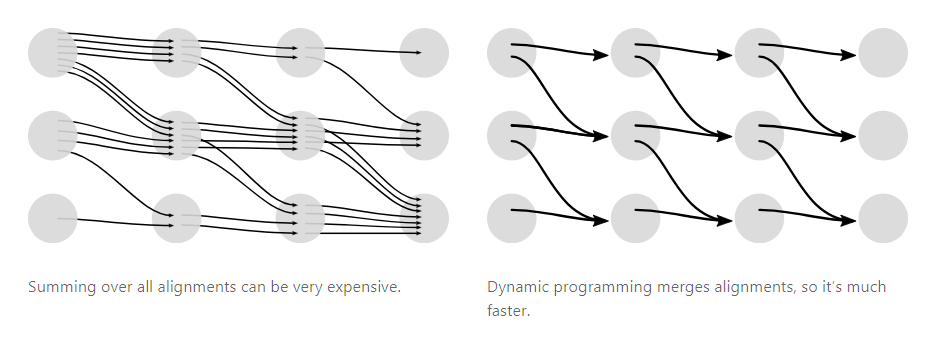 Summing over all alignments can be very expensive.
Dynamic programming merges alignments, so it's much
faster.